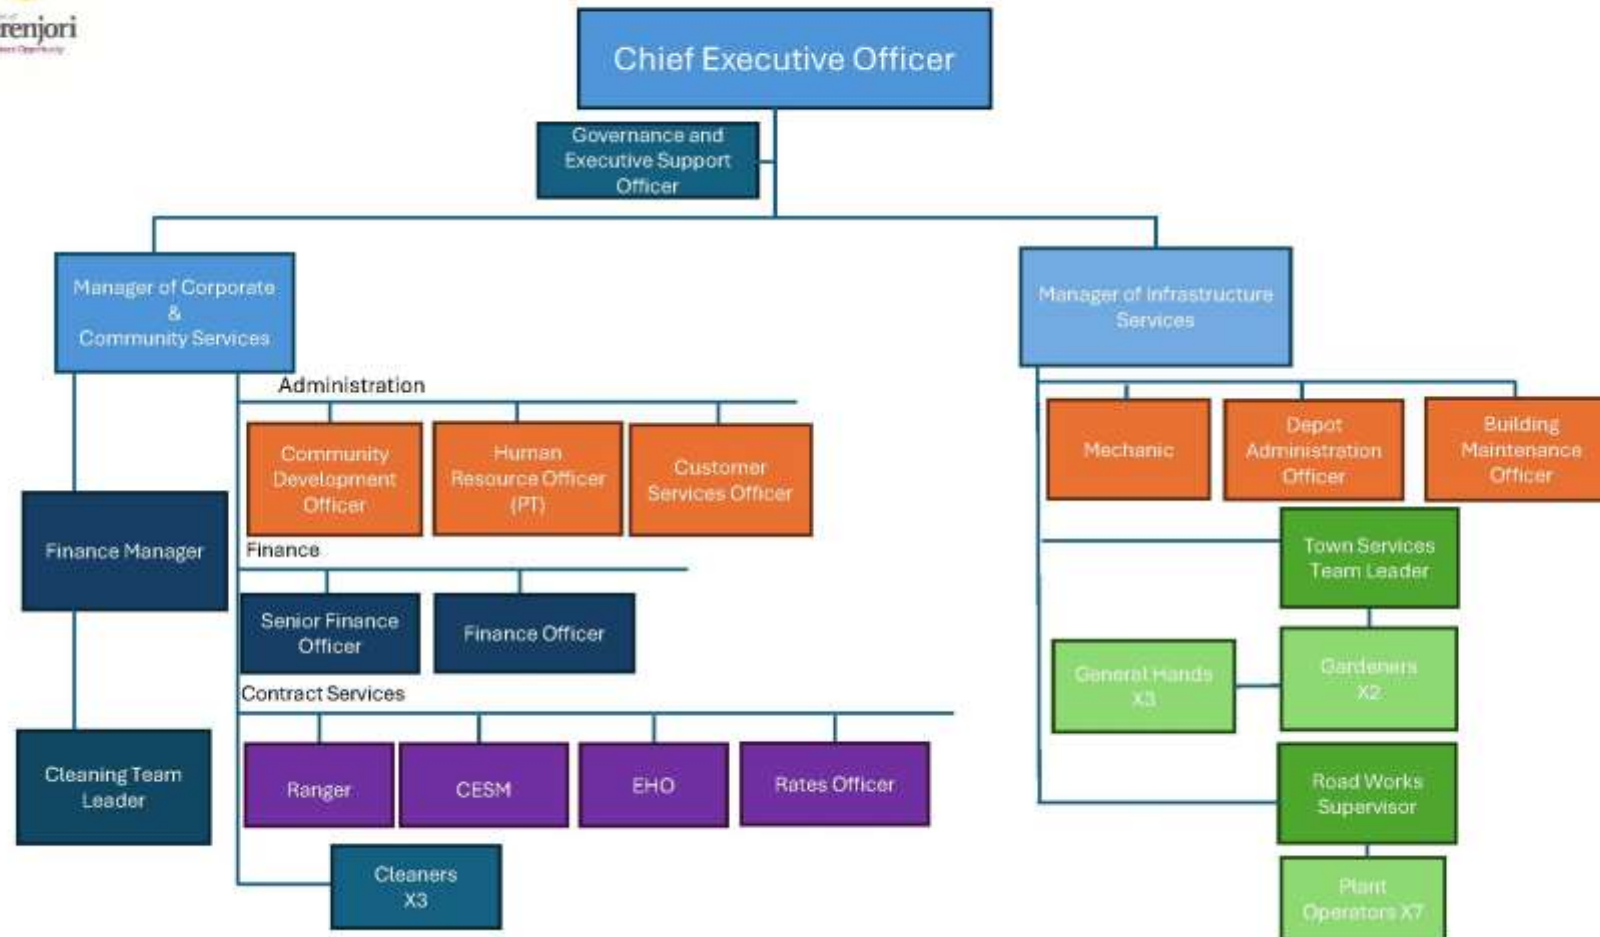 renjori
Chief Executive Officer
Governance and
Executive Support
Officer
Manager of Corporate
&
Community Services
Manager of Infrastructure
Services
Administration
Community
Development
Officer
Human
Resource Officer
(PT)
Customer
Services Officer
Mechanic
Depot
Administration
Officer
Building
Maintenance
Officer
Finance Manager
Finance
Senior Finance
Officer
Finance Officer
Town Services
Team Leader
General Hands
X3
Gardeners
X2
Contract Services
Cleaning Team
Leader
Ranger
CESM
EHO
Rates Officer
Road Works
Supervisor
Cleaners
X3
Plant
Operators X7